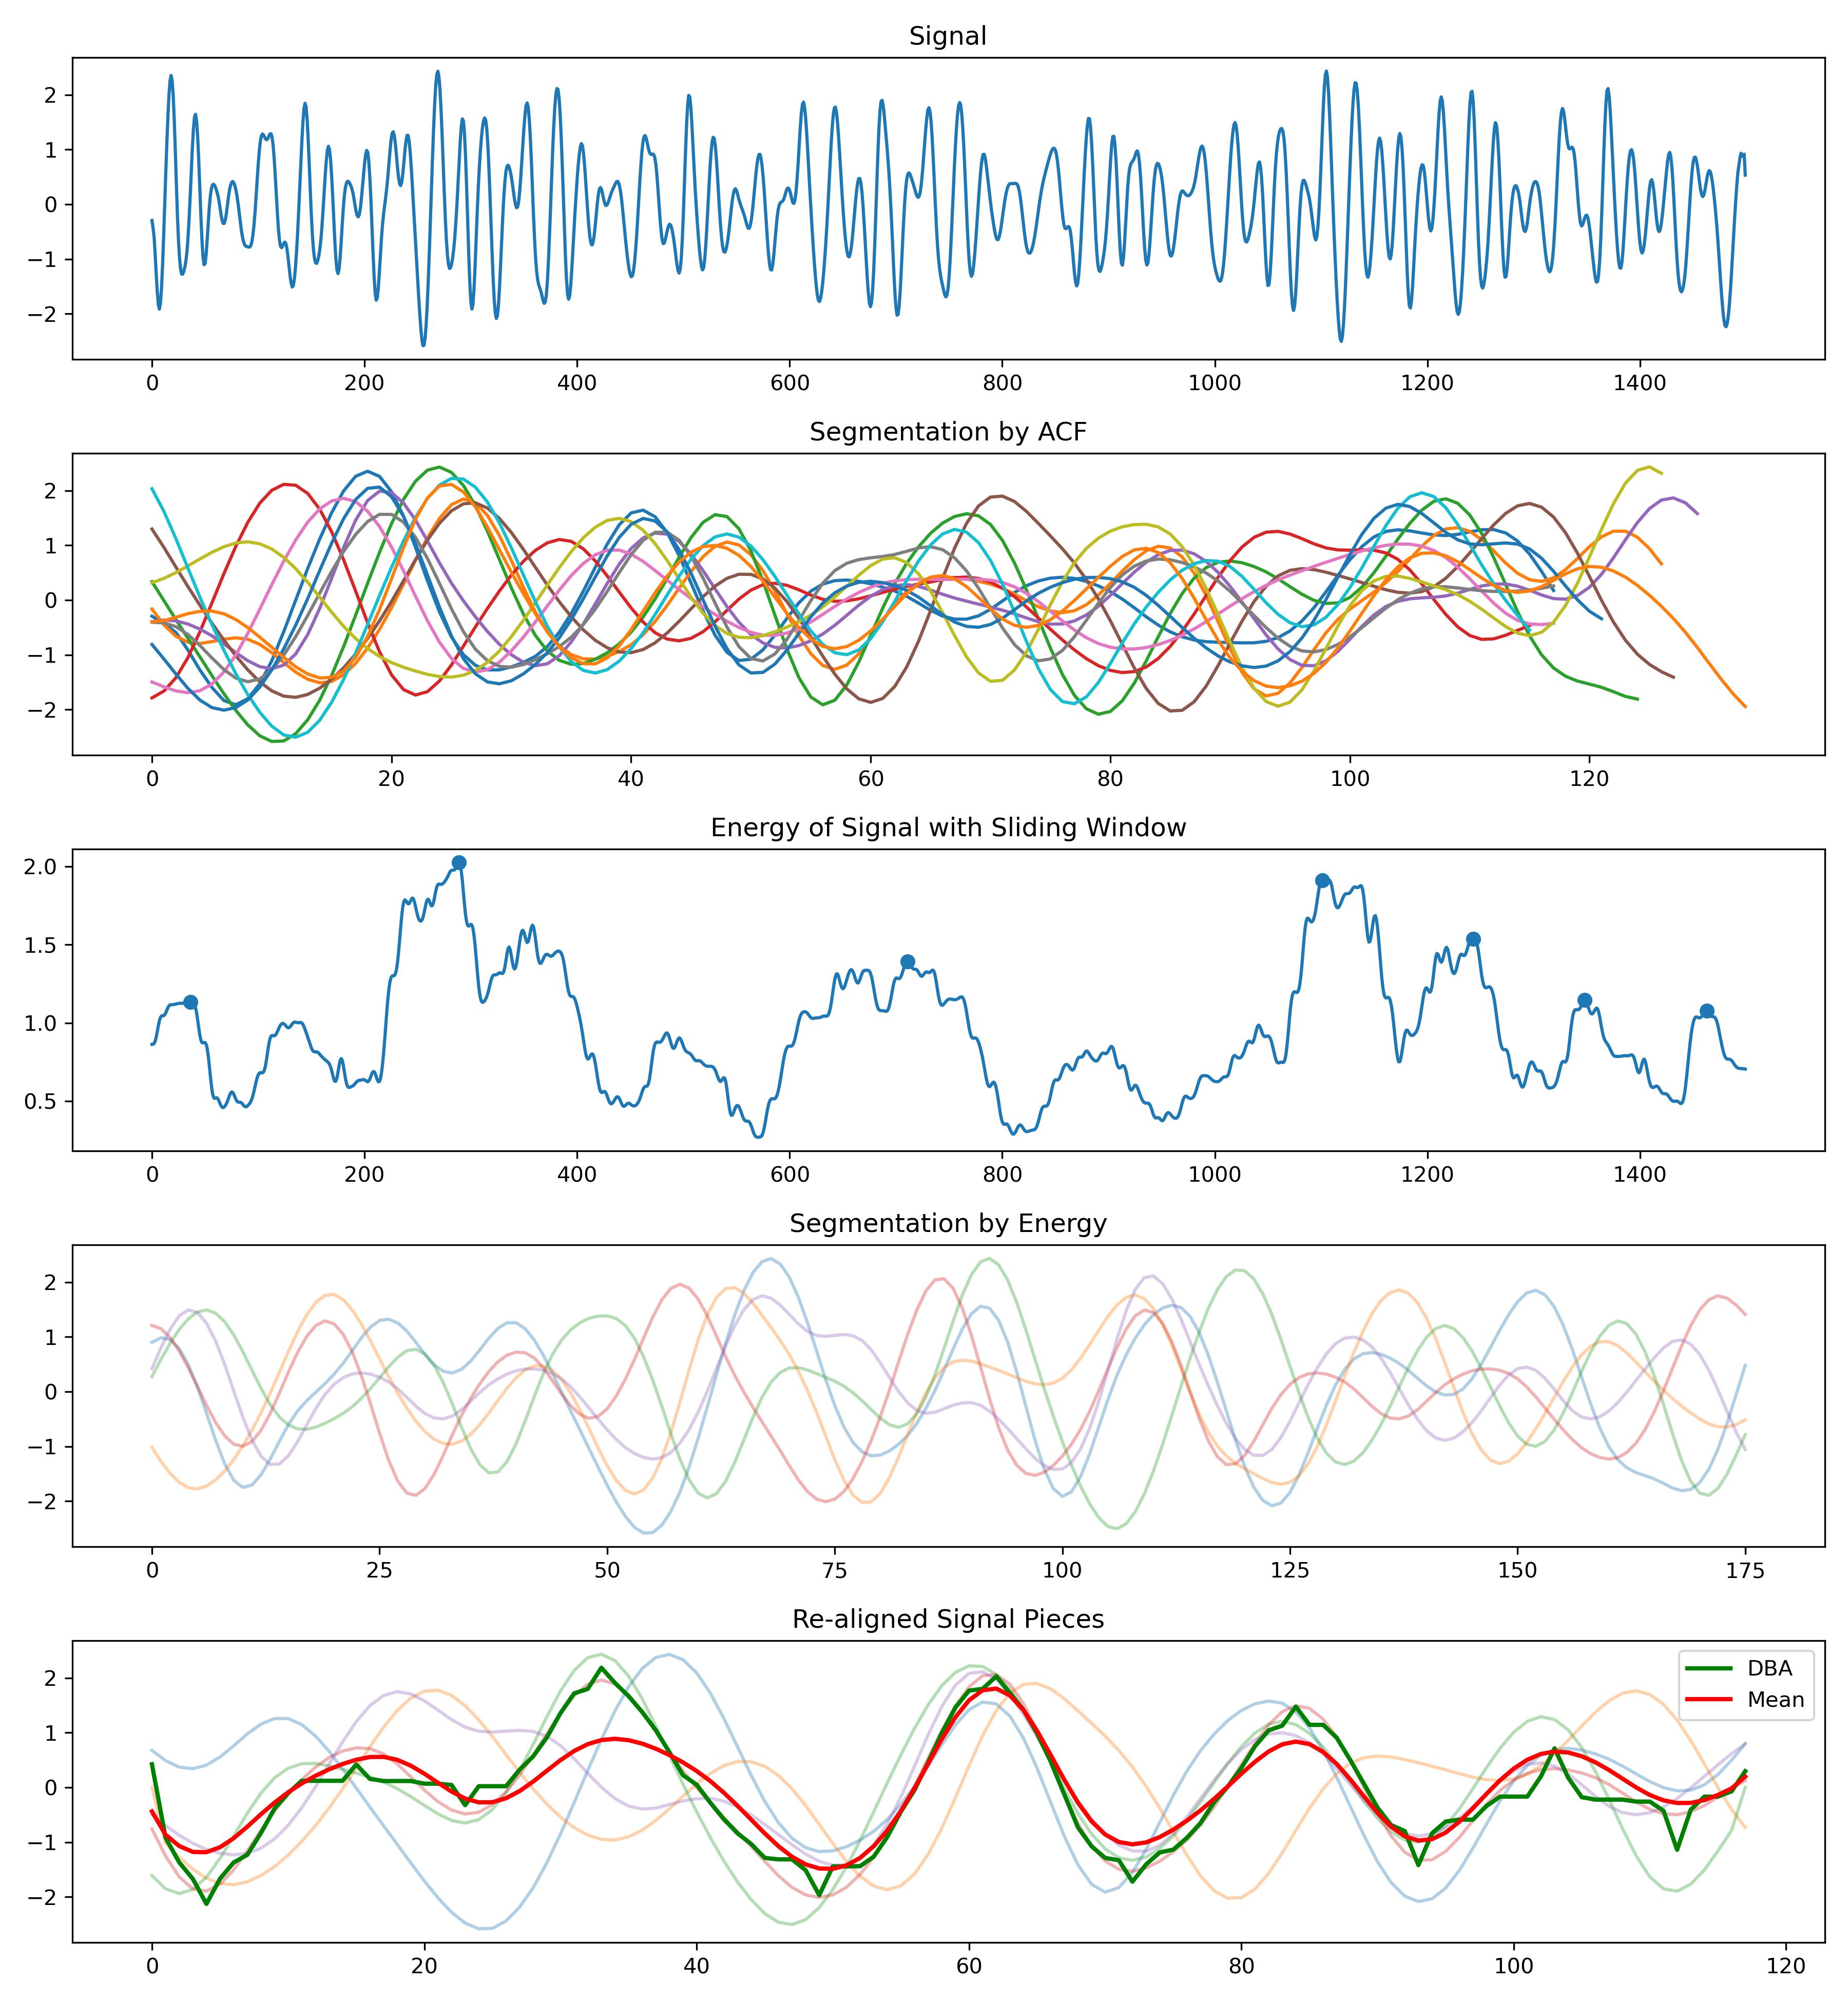 Signal
2
1
0
−1
−2
0 200 400 600 800 1000 1200 1400
Segmentation by ACF
2
1
0
−1
−2
0 20 40 60 80 100 120
Energy of Signal with Sliding Window
2.0
1.5
1.0
0.5
0 200 400 600 800 1000 1200 1400
Segmentation by Energy
2
1
0
−1
−2
0 25 50 75 100 125 150 175
Re-aligned Signal Pieces
DBA
Mean
2
1
0
−1
−2
0 20 40 60 80 100 120